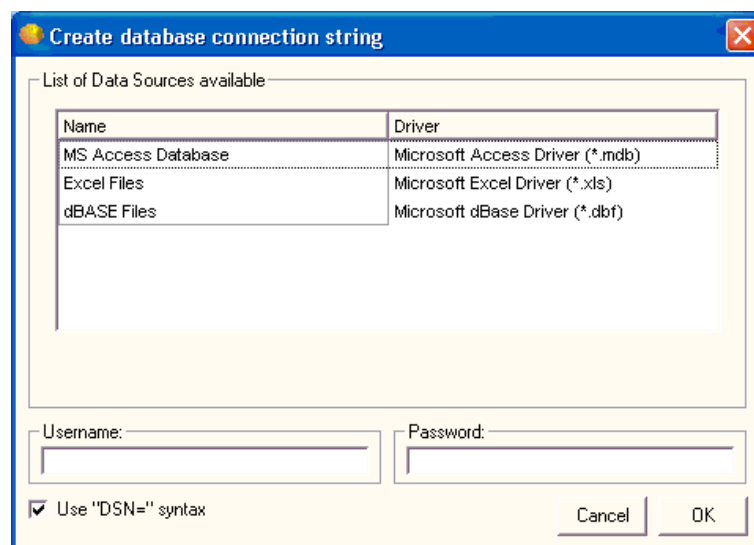 Create database connection string
List of Data Sources available
Name Driver
MS Access Database Microsoft Access Driver (*.mdb)
Excel Files Microsoft Excel Driver (*.xls)
dBASE Files Microsoft dBase Driver (*.dbf)
Username: Password:
Use "DSN=" syntax
Cancel OK